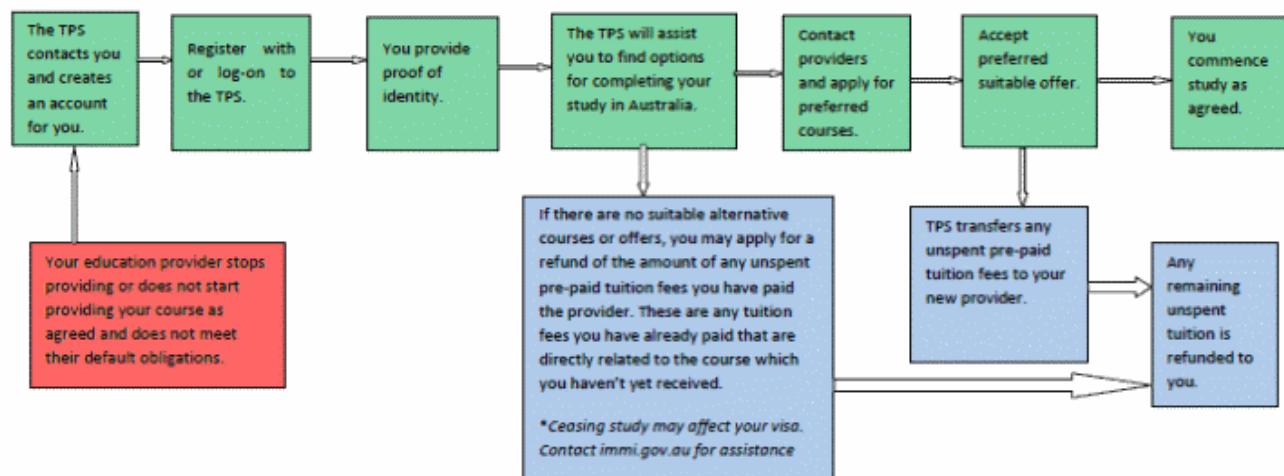 The TPS
contacts you
and creates
an account
for you.
Register with
or log-on to
the TPS.
You provide
proof of
identity.
The TPS will assist
you to find options
for completing your
study in Australia.
Contact
providers
and apply for
preferred
courses.
Accept
preferred
suitable offer.
You
commence
study as
agreed.
Your education provider stops
providing or does not start
providing your course as
agreed and does not meet
their default obligations.
If there are no suitable alternative
courses or offers, you may apply for a
refund of the amount of any unspent
pre-paid tuition fees you have paid
the provider. These are any tuition
fees you have already paid that are
directly related to the course which
you haven't yet received.
*Ceasing study may affect your visa.
Contact immi.gov.au for assistance
TPS transfers any
unspent pre-paid
tuition fees to your
new provider.
Any
remaining
unspent
tuition is
refunded to
you.